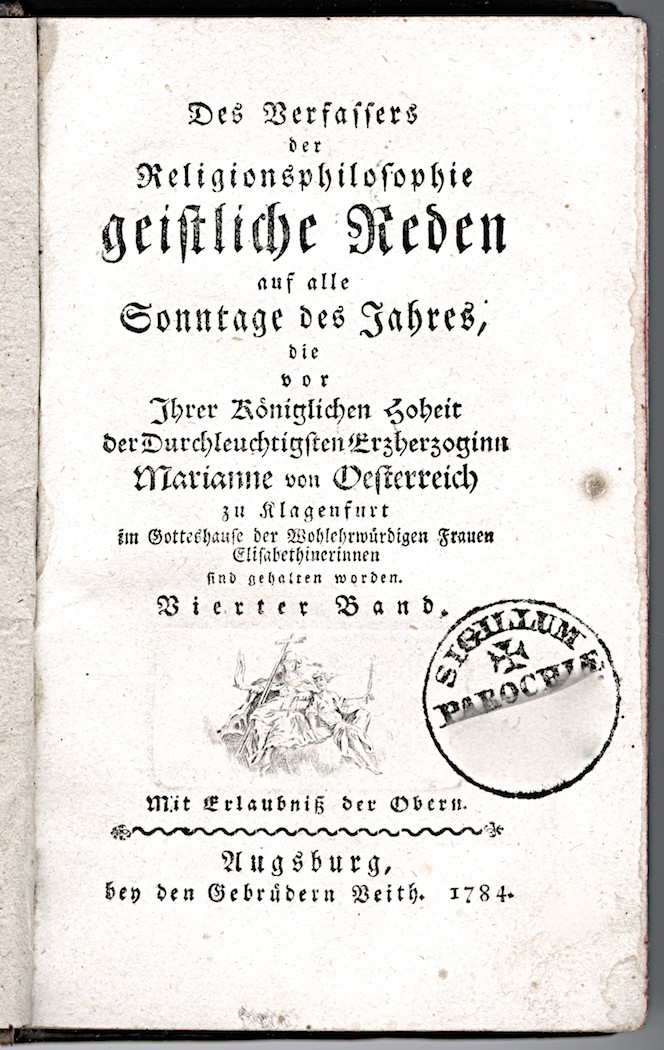 Des Verfassers
der
Religionsphilosophie
geistliche Reden
auf alle
Sonntage des Jahres,
die
vor
Ihrer Königlichen Hoheit
der Durchleuchtigsten Erzherzoginn
Marianne von Oesterreich
zu Klagenfurt
im Gotteshause der Wohlehrwürdigen Frauen
Elisabethinerinnen
sind gehalten worden.
Vierter Band.
SIGILLUM
PAROCHIÆ
Mit Erlaubniß der Obern.
Augsburg,
bey den Gebrüdern Veith. 1784.